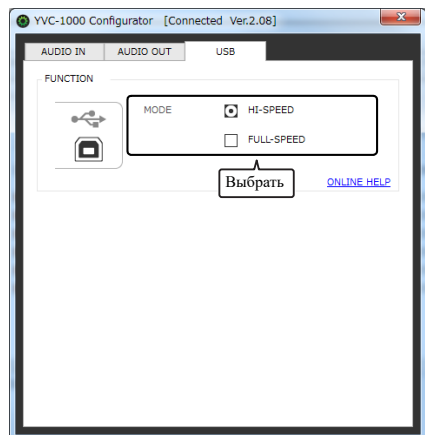 YVC-1000 Configurator [Connected Ver.2.08]
AUDIO IN AUDIO OUT USB
FUNCTION
MODE HI-SPEED
FULL-SPEED
Выбрать
ONLINE HELP